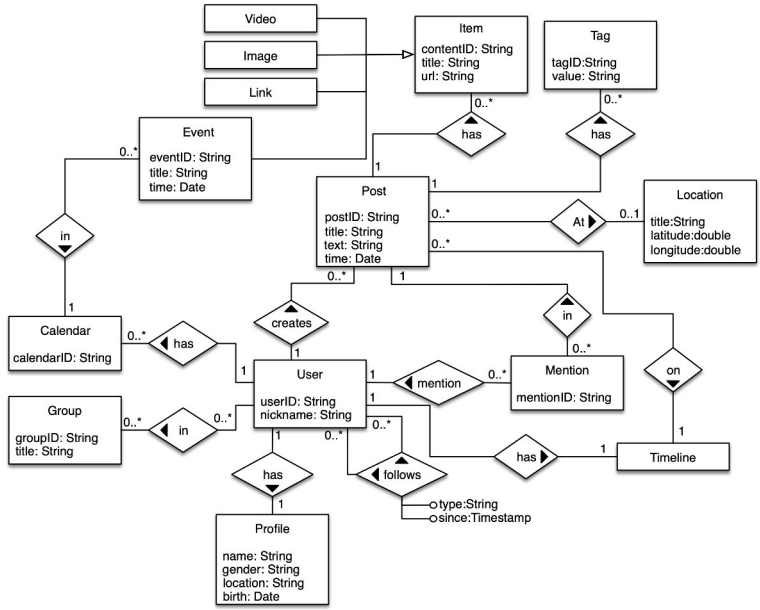 Video
Image
Link
Item
contentID: String
title: String
url: String
Tag
tagID:String
value: String
0..*
0..*
has
has
Event
eventID: String
title: String
time: Date
0..*
1
1
Post
postID: String
title: String
text: String
time: Date
0..*
At
0..1
Location
title:String
latitude:double
longitude:double
in
0..*
0..*
1
1
creates
in
Calendar
calendarID: String
0..*
has
1
1
0..*
on
User
userID: String
nickname: String
1
mention
0..*
Mention
mentionID: String
Group
groupID: String
title: String
0..*
in
0..*
1
1
0..*
0..*
has
1
1
Timeline
has
follows
type:String
since:Timestamp
1
Profile
name: String
gender: String
location: String
birth: Date